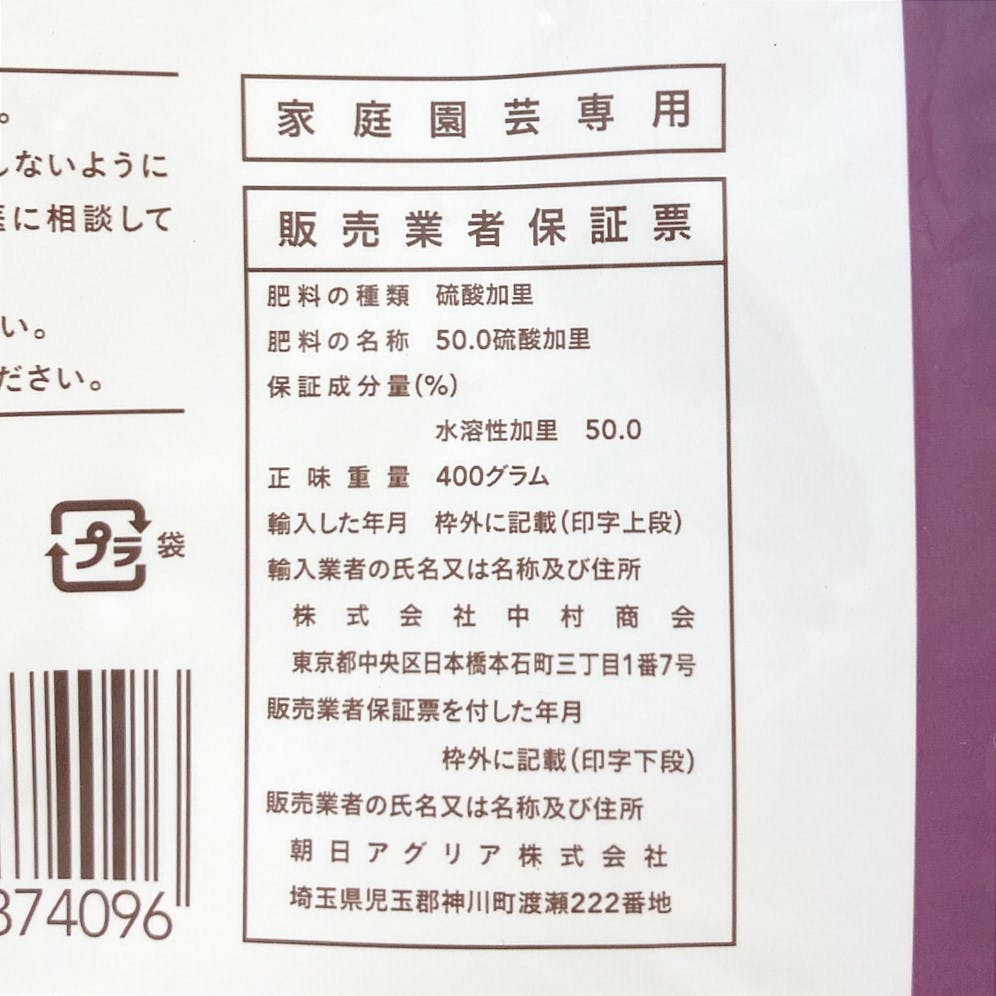 。
しないように
に相談して
い。
ださい。
プラ
袋
874096
家庭園芸専用
販売業者保証票
肥料の種類 硫酸加里
肥料の名称 50.0硫酸加里
保証成分量(%)
水溶性加里 50.0
正味重量 400グラム
輸入した年月 枠外に記載(印字上段)
輸入業者の氏名又は名称及び住所
株式会社中村商会
東京都中央区日本橋本石町三丁目1番7号
販売業者保証票を付した年月
枠外に記載(印字下段)
販売業者の氏名又は名称及び住所
朝日アグリア株式会社
埼玉県児玉郡神川町渡瀬222番地